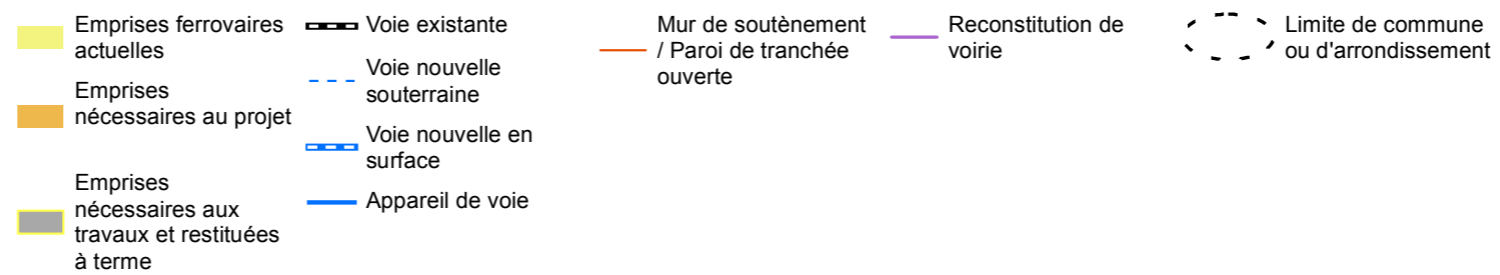 Emprises ferrovaires
actuelles
Emprises
nécessaires au projet
Emprises
nécessaires aux
travaux et restituées
à terme
Voie existante
Voie nouvelle
souterraine
Voie nouvelle en
surface
Appareil de voie
Mur de soutènement
/ Paroi de tranchée
ouverte
Reconstitution de
voirie
Limite de commune
ou d'arrondissement